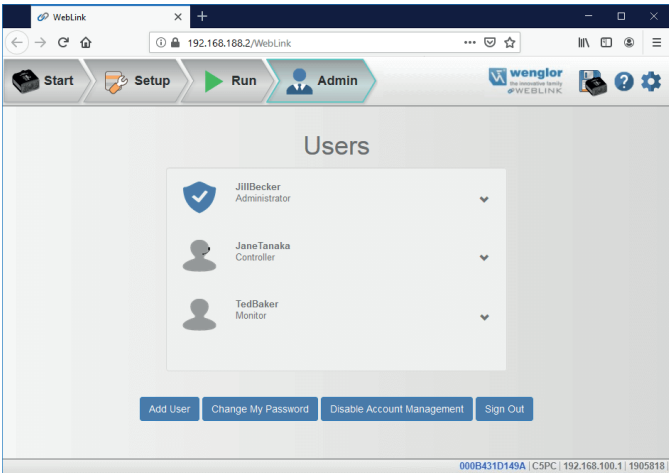 WebLink
192.168.188.2/WebLink
Start
Setup
Run
Admin
wenglor
the innovative family
WEBLINK
Users
JillBecker
Administrator
JaneTanaka
Controller
TedBaker
Monitor
Add User
Change My Password
Disable Account Management
Sign Out
000B431D149A | C5PC | 192.168.100.1 | 1905818